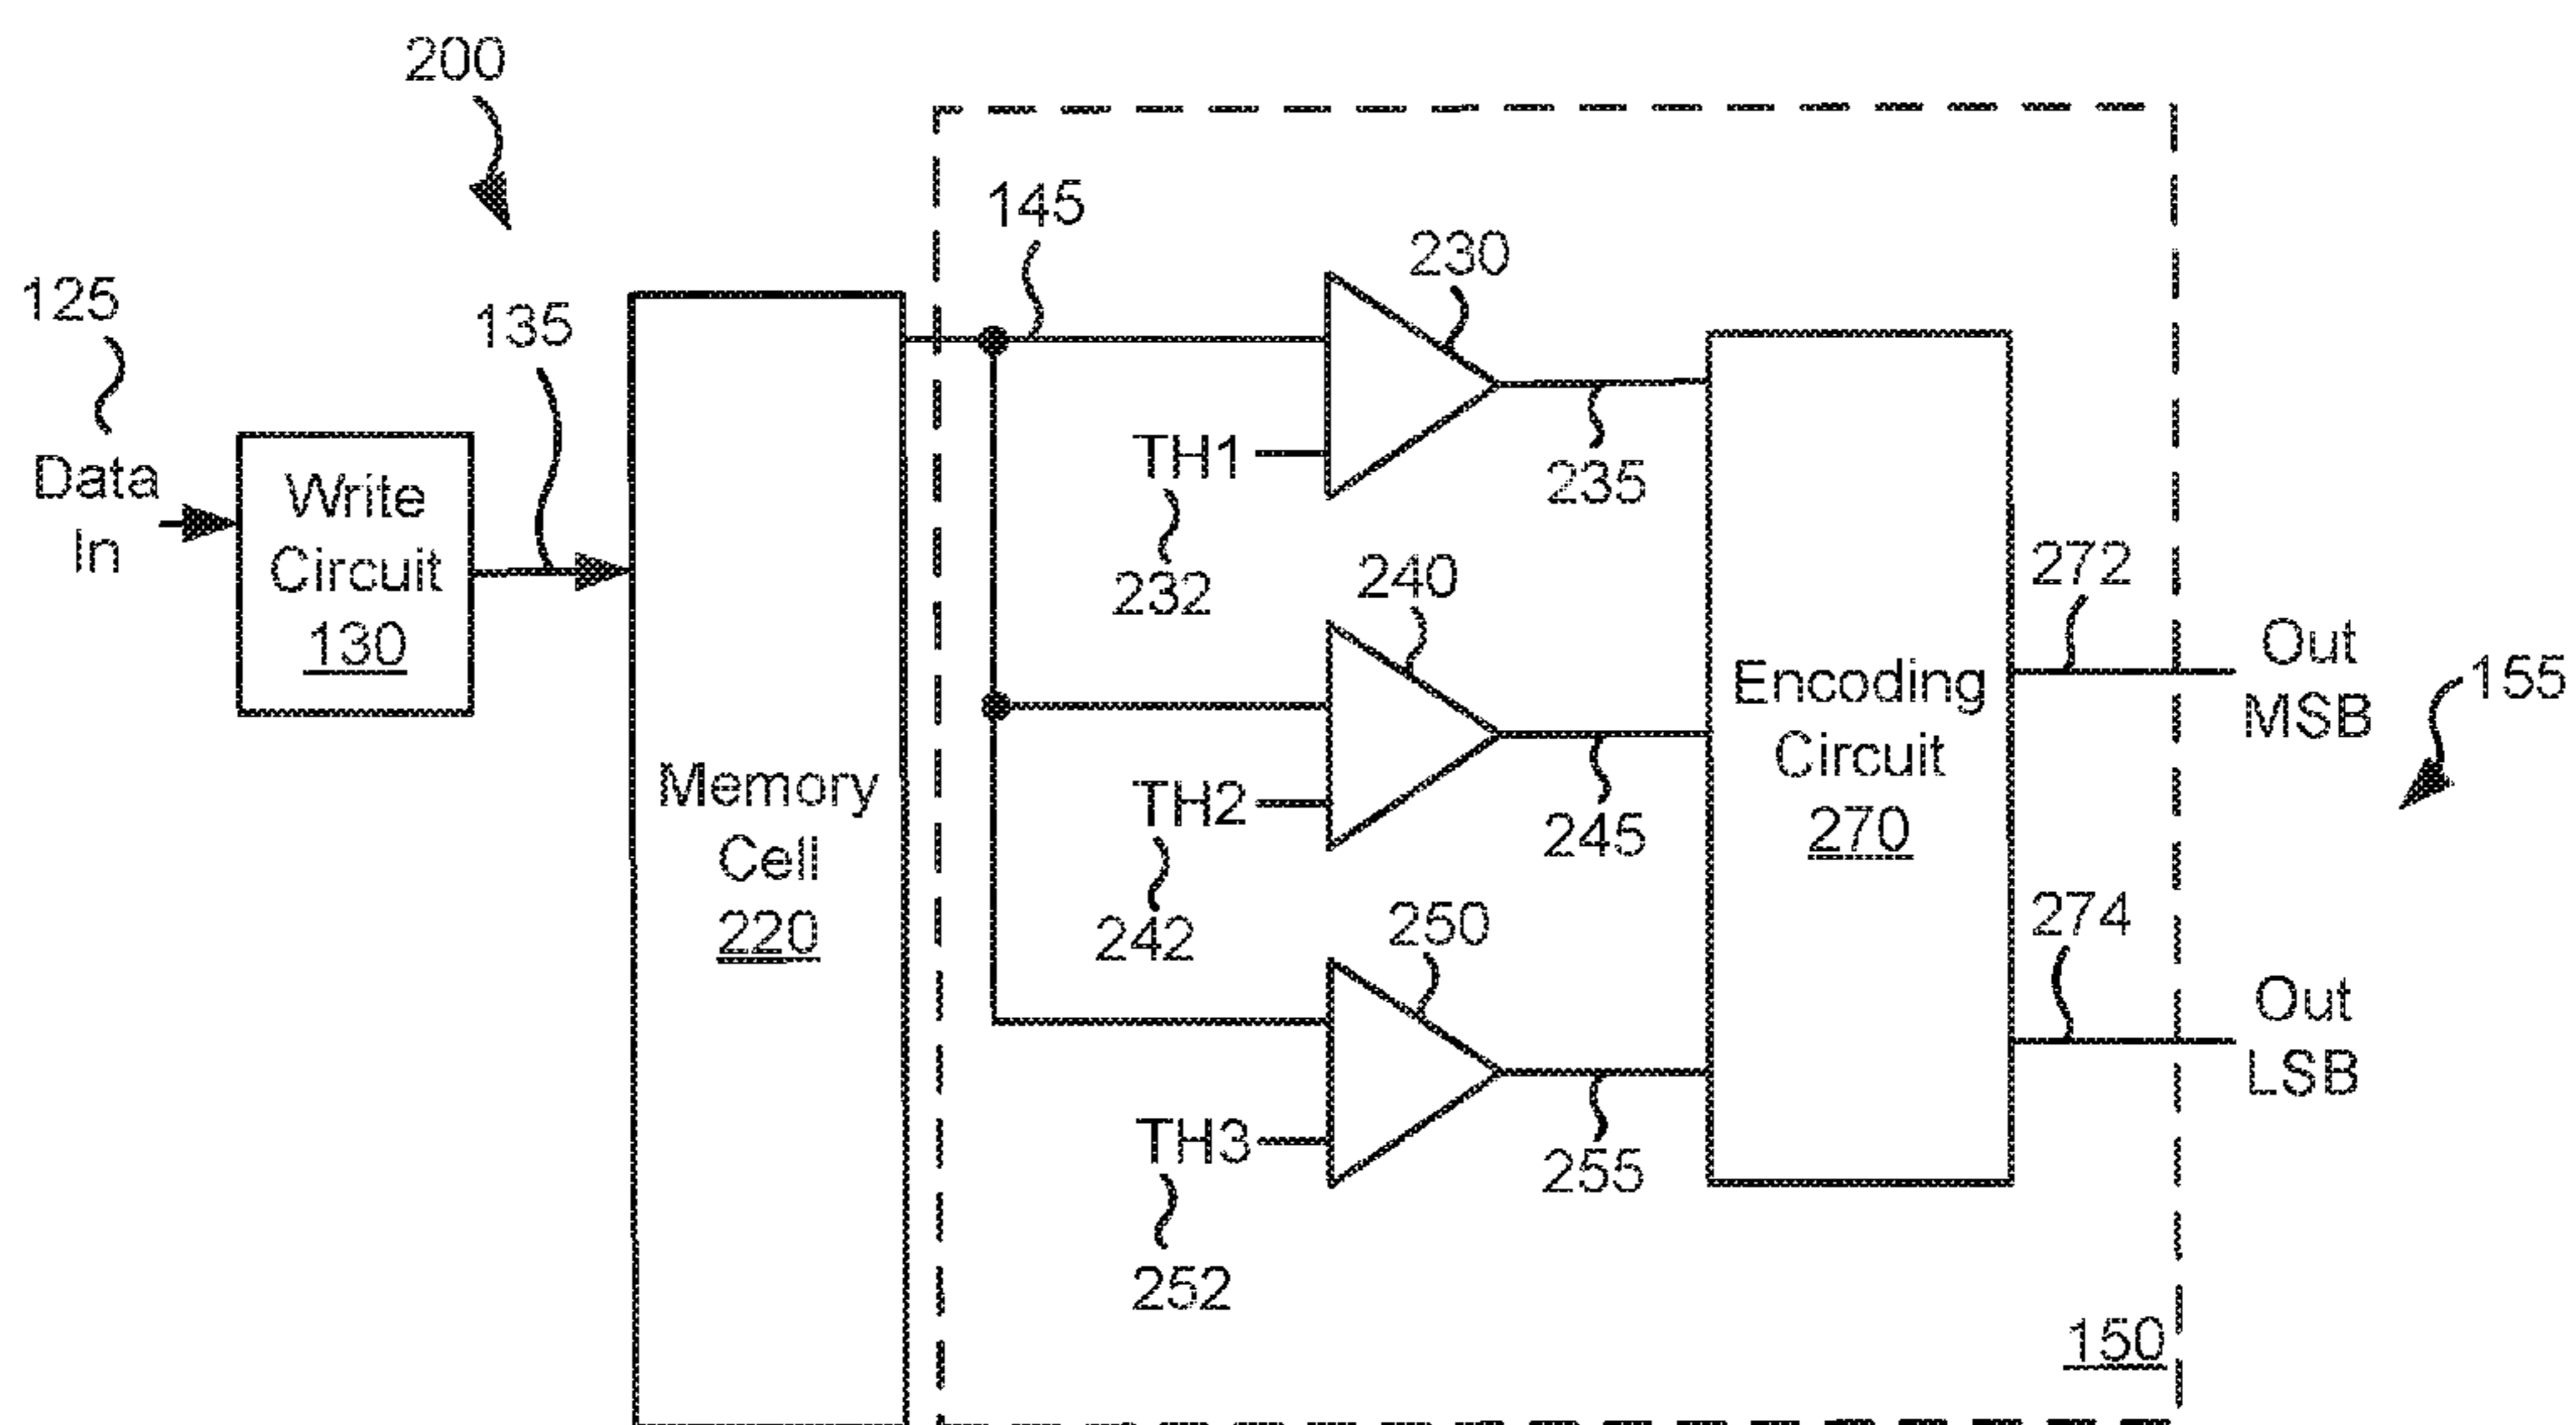 200
145
230
125
135
Data
In
Write
Circuit
130
TH1
232
235
240
272
Out
MSB
155
Memory
Cell
220
TH2
242
245
Encoding
Circuit
270
250
274
Out
LSB
TH3
252
255
150